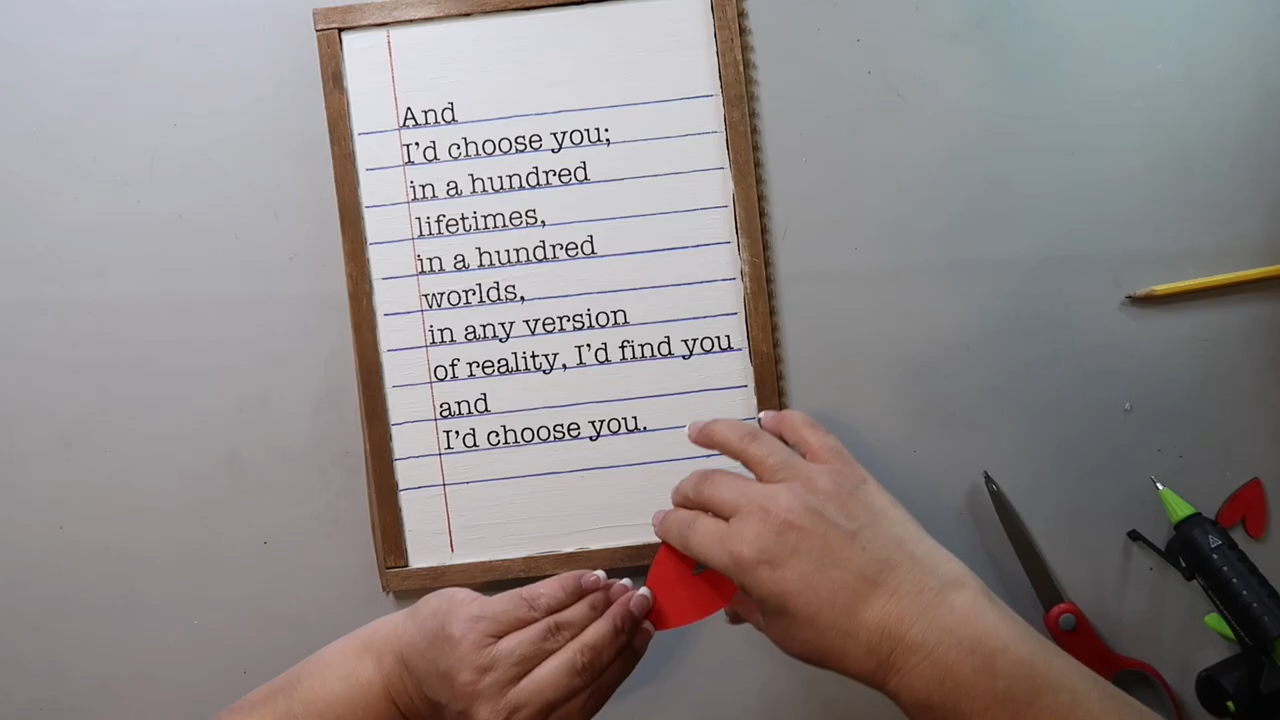 And
I'd choose you;
in a hundred
lifetimes,
in a hundred
worlds,
in any version
of reality, I'd find you
and
I'd choose you.